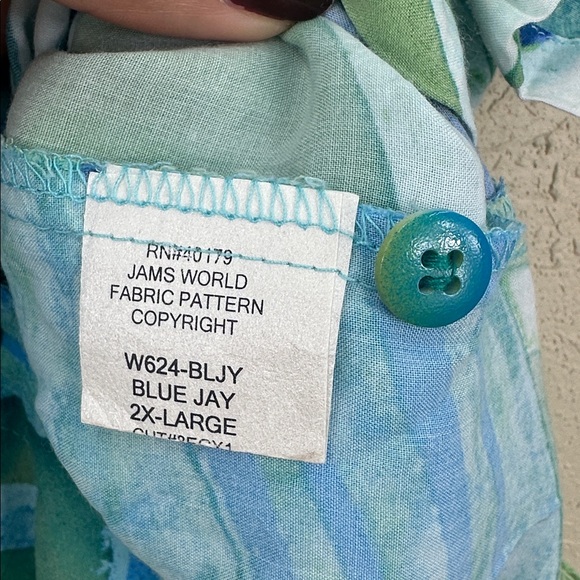 RN#40179
JAMS WORLD
FABRIC PATTERN
COPYRIGHT
W624-BLJY
BLUE JAY
2X-LARGE